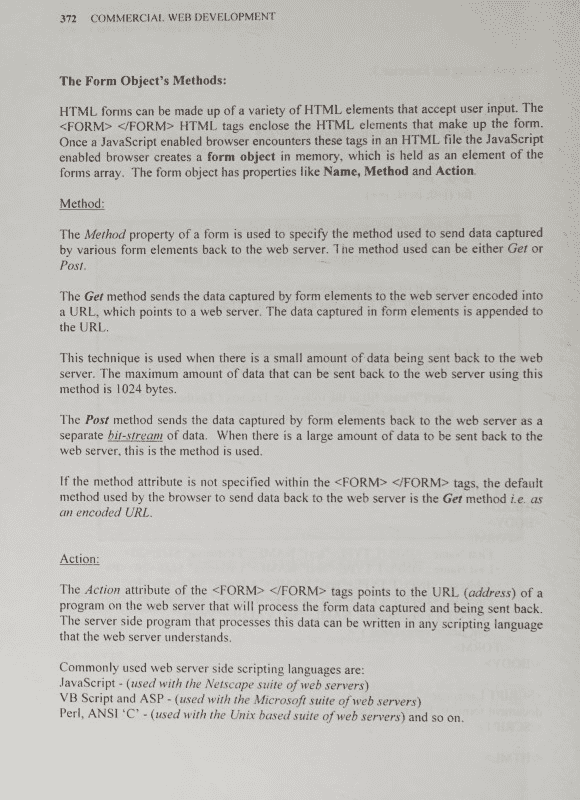 372 COMMERCIAL WEB DEVELOPMENT
The Form Object's Methods:
HTML forms can be made up of a variety of HTML elements that accept user input. The
<FORM> </FORM> HTML tags enclose the HTML elements that make up the form.
Once a JavaScript enabled browser encounters these tags in an HTML file the JavaScript
enabled browser creates a form object in memory, which is held as an element of the
forms array. The form object has properties like Name, Method and Action.
Method:
The Method property of a form is used to specify the method used to send data captured
by various form elements back to the web server. The method used can be either Get or
Post.
The Get method sends the data captured by form elements to the web server encoded into
a URL, which points to a web server. The data captured in form elements is appended to
the URL.
This technique is used when there is a small amount of data being sent back to the web
server. The maximum amount of data that can be sent back to the web server using this
method is 1024 bytes.
The Post method sends the data captured by form elements back to the web server as a
separate bit-stream of data. When there is a large amount of data to be sent back to the
web server, this is the method is used.
If the method attribute is not specified within the <FORM> </FORM> tags, the default
method used by the browser to send data back to the web server is the Get method i.e. as
an encoded URL.
Action:
The Action attribute of the <FORM> </FORM> tags points to the URL (address) of a
program on the web server that will process the form data captured and being sent back.
The server side program that processes this data can be written in any scripting language
that the web server understands.
Commonly used web server side scripting languages are:
JavaScript - (used with the Netscape suite of web servers)
VB Script and ASP - (used with the Microsoft suite of web servers)
Perl, ANSI 'C' - (used with the Unix based suite of web servers) and so on.